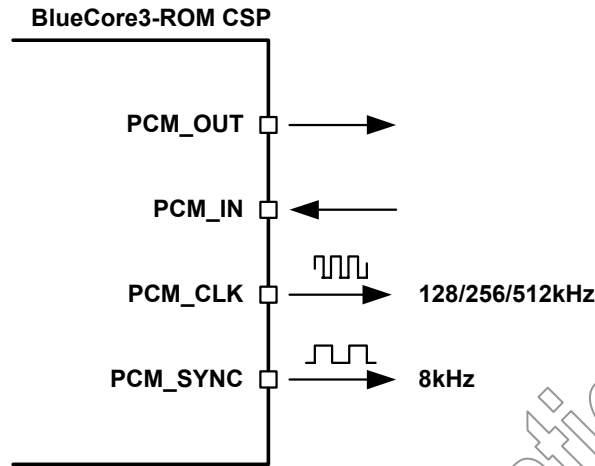 BlueCore3-ROM CSP
PCM_OUT
PCM_IN
PCM_CLK 128/256/512kHz
PCM_SYNC 8kHz